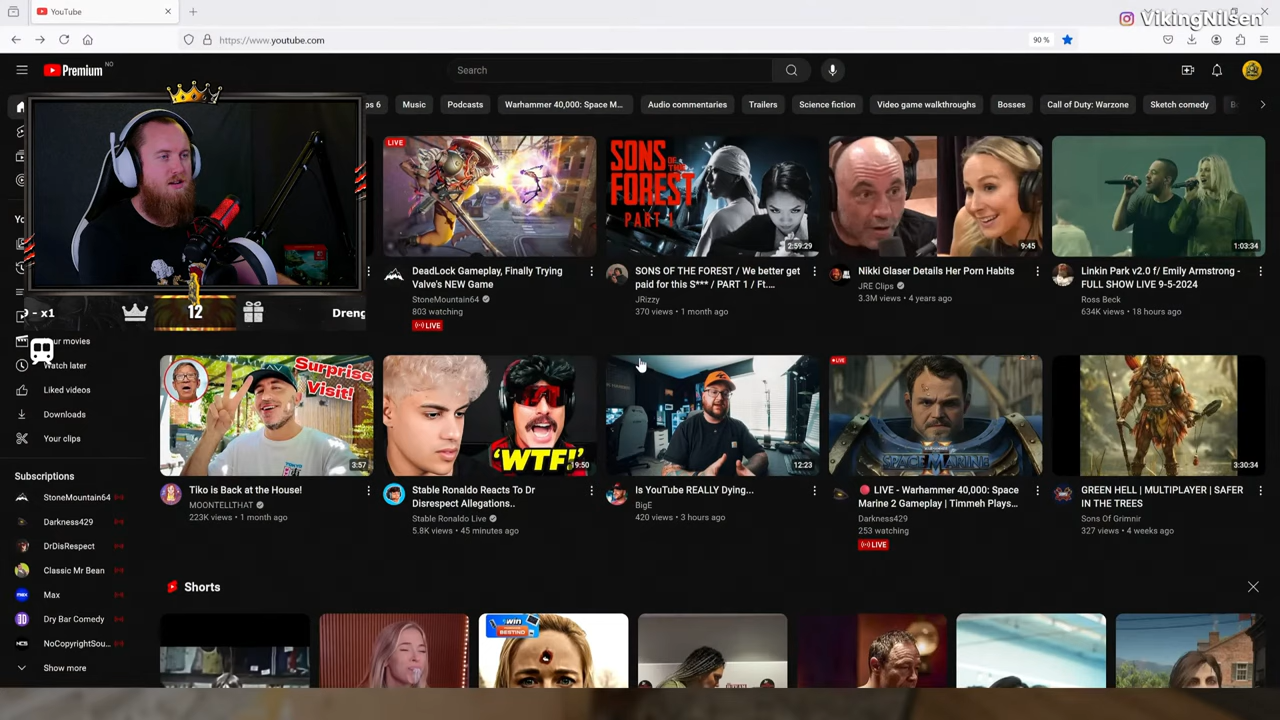 YouTube
VikingNilsen
https://www.youtube.com
90 %
Premium NO
Search
ps 6
Music
Podcasts
Warhammer 40,000: Space M...
Audio commentaries
Trailers
Science fiction
Video game walkthroughs
Bosses
Call of Duty: Warzone
Sketch comedy
LIVE
SONS OF THE FOREST
PART 1
2:59:29
9:45
1:03:34
DeadLock Gameplay, Finally Trying
Valve's NEW Game
StoneMountain64
803 watching
LIVE
SONS OF THE FOREST / We better get
paid for this S*** / PART 1 / Ft....
JRizzy
370 views • 1 month ago
Nikki Glaser Details Her Porn Habits
JRE Clips
3.3M views • 4 years ago
Linkin Park v2.0 f/ Emily Armstrong -
FULL SHOW LIVE 9-5-2024
Ross Beck
634K views • 18 hours ago
- x1
12
Dreng
our movies
Watch later
Liked videos
Downloads
Your clips
Subscriptions
StoneMountain64
Darkness429
DrDisRespect
Classic Mr Bean
Max
Dry Bar Comedy
NoCopyrightSou...
Show more
Surprise
Visit!
3:57
'WTF!'
9:50
12:23
LIVE
SPACE MARINE
3:30:34
Tiko is Back at the House!
MOONTELLTHAT
223K views • 1 month ago
Stable Ronaldo Reacts To Dr
Disrespect Allegations..
Stable Ronaldo Live
5.8K views • 45 minutes ago
Is YouTube REALLY Dying...
BigE
420 views • 3 hours ago
LIVE - Warhammer 40,000: Space
Marine 2 Gameplay | Timmeh Plays...
Darkness429
253 watching
LIVE
GREEN HELL | MULTIPLAYER | SAFER
IN THE TREES
Sons Of Grimnir
327 views • 4 weeks ago
Shorts
1win